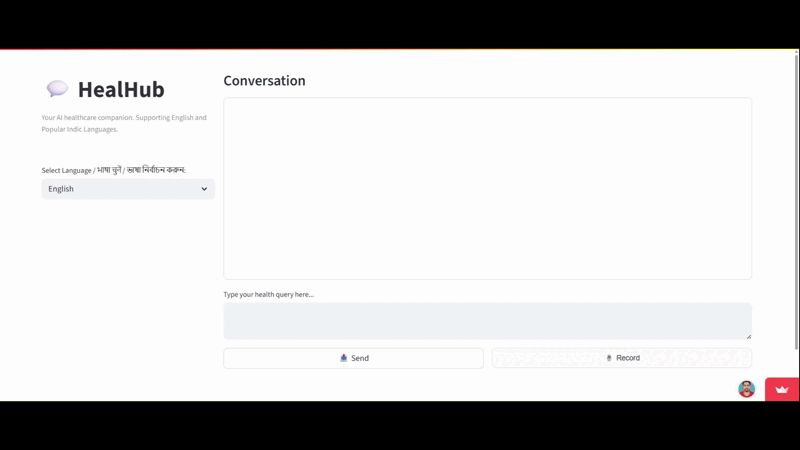 HealHub
Your AI healthcare companion. Supporting English and
Popular Indic Languages.
Select Language / भाषा चुनें / ভাষা নির্বাচন করুন:
English
Conversation
Type your health query here...
Send
Record